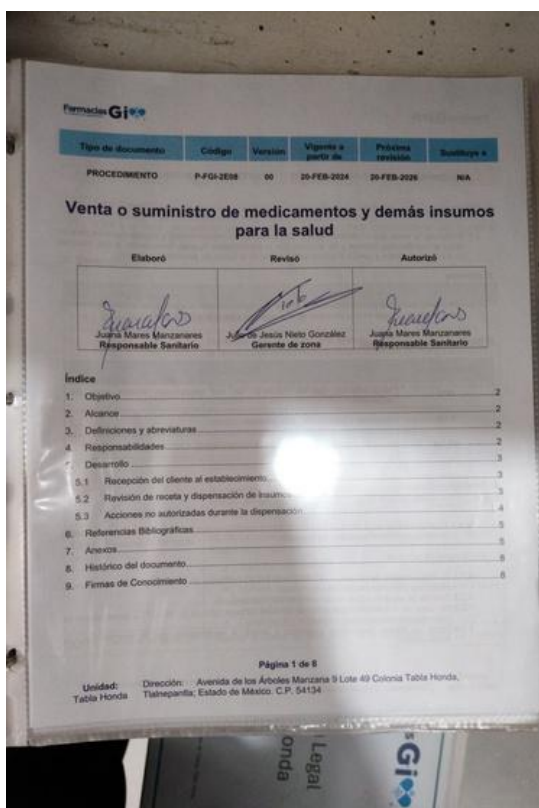 Farmacias Gi
Tipo de documento Código Versión Vigente a partir de Próxima revisión Sustituye a
PROCEDIMIENTO P-FGI-2E08 00 20-FEB-2024 20-FEB-2026 N/A
Venta o suministro de medicamentos y demás insumos
para la salud
Elaboró Revisó Autorizó
Juana Mares Manzanares Julio de Jesús Nieto González Juana Mares Manzanares
Responsable Sanitario Gerente de zona Responsable Sanitario
Índice
1. Objetivo 2
2. Alcance 2
3. Definiciones y abreviaturas 2
4. Responsabilidades 2
Desarrollo 3
5.1 Recepción del cliente al establecimiento 3
5.2 Revisión de receta y dispensación de insumos 3
5.3 Acciones no autorizadas durante la dispensación 4
6. Referencias Bibliográficas 5
7. Anexos 5
8. Histórico del documento 6
9. Firmas de Conocimiento 6
Página 1 de 6
Unidad: Dirección: Avenida de los Árboles Manzana 9 Lote 49 Colonia Tabla Honda,
Tabla Honda Tlalnepantla; Estado de México. C.P. 54134
Legal
onda
Gi